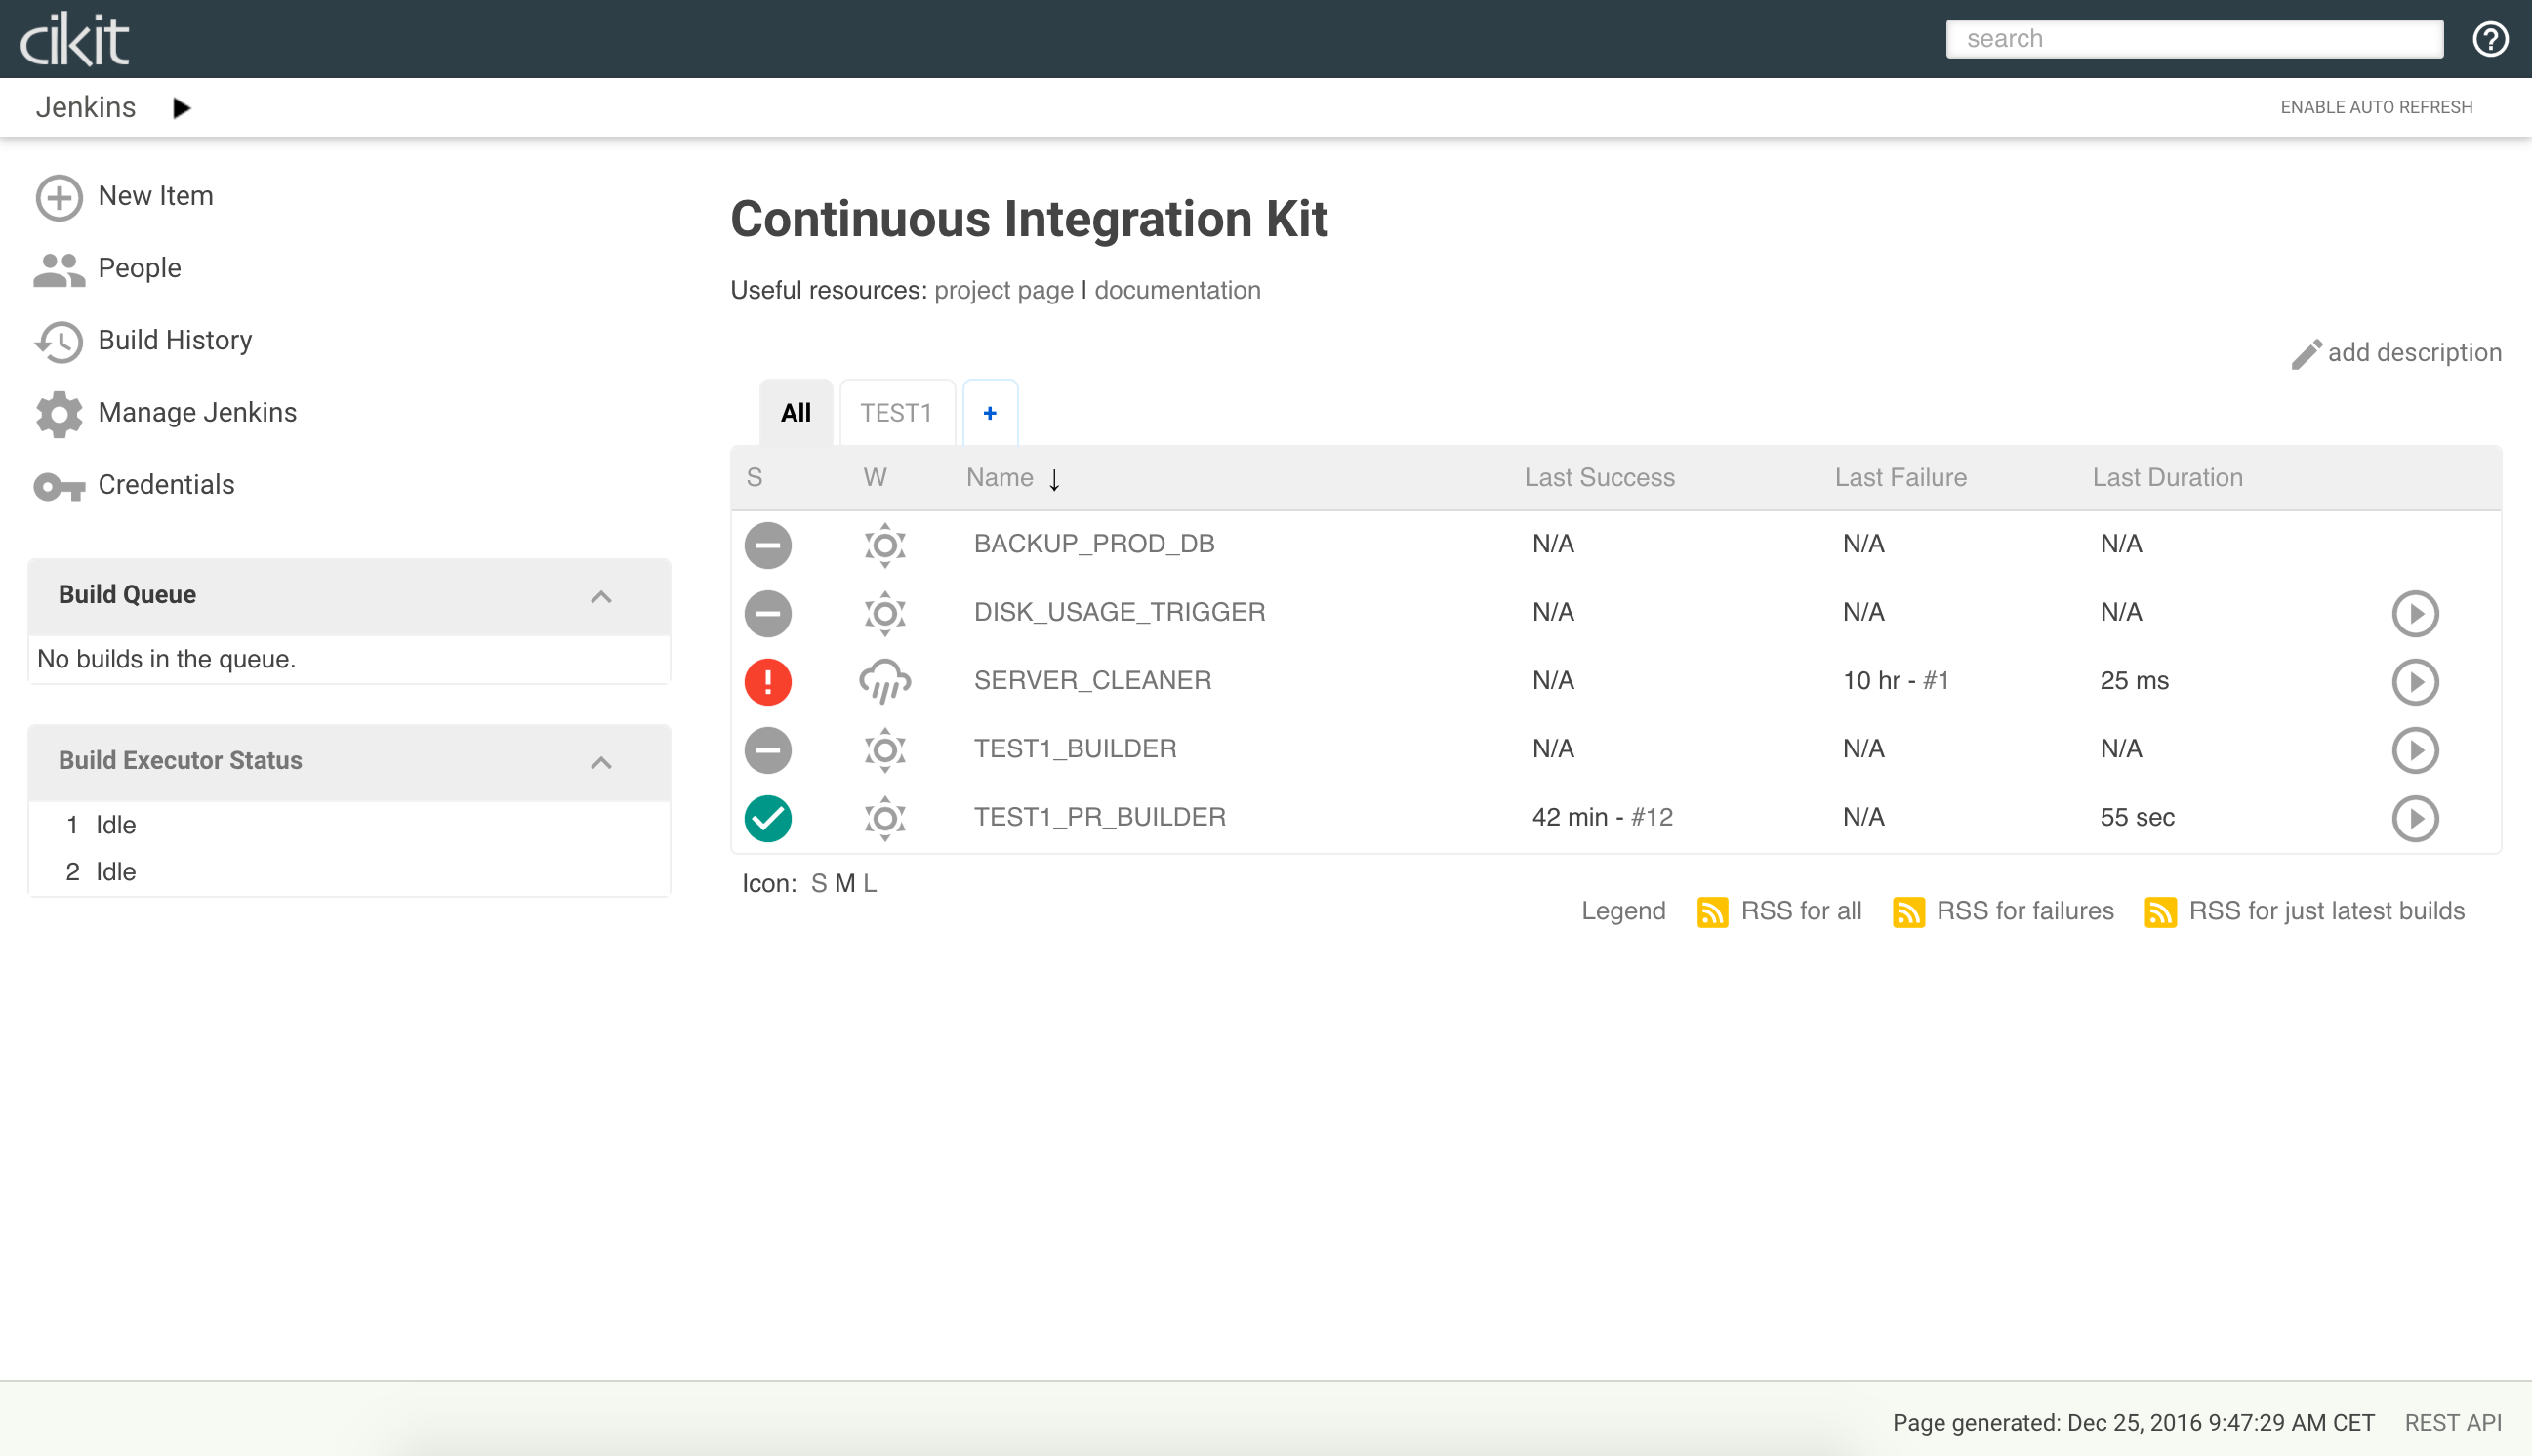 cikit
search
Jenkins
ENABLE AUTO REFRESH
New Item
People
Build History
Manage Jenkins
Credentials
Build Queue
No builds in the queue.
Build Executor Status
1 Idle
2 Idle
Continuous Integration Kit
Useful resources: project page | documentation
add description
All TEST1 +
S W Name ↓ Last Success Last Failure Last Duration
BACKUP_PROD_DB N/A N/A N/A
DISK_USAGE_TRIGGER N/A N/A N/A
SERVER_CLEANER N/A 10 hr - #1 25 ms
TEST1_BUILDER N/A N/A N/A
TEST1_PR_BUILDER 42 min - #12 N/A 55 sec
Icon: S M L
Legend RSS for all RSS for failures RSS for just latest builds
Page generated: Dec 25, 2016 9:47:29 AM CET REST API